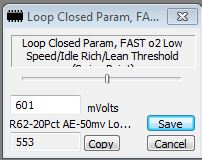 Loop Closed Param, FA...
Loop Closed Param, FAST o2 Low
Speed/Idle Rich/Lean Threshold
601
mVolts
R62-20Pct AE-50mv Lo...
Save
553
Copy
Cancel